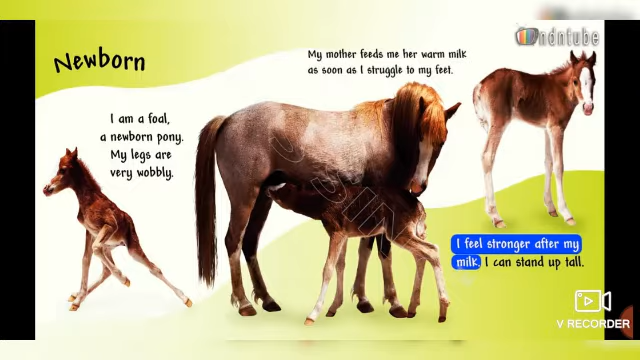 ndntube
Newborn
My mother feeds me her warm milk
as soon as I struggle to my feet.
I am a foal,
a newborn pony.
My legs are
very wobbly.
I feel stronger after my
milk. I can stand up tall.
V RECORDER